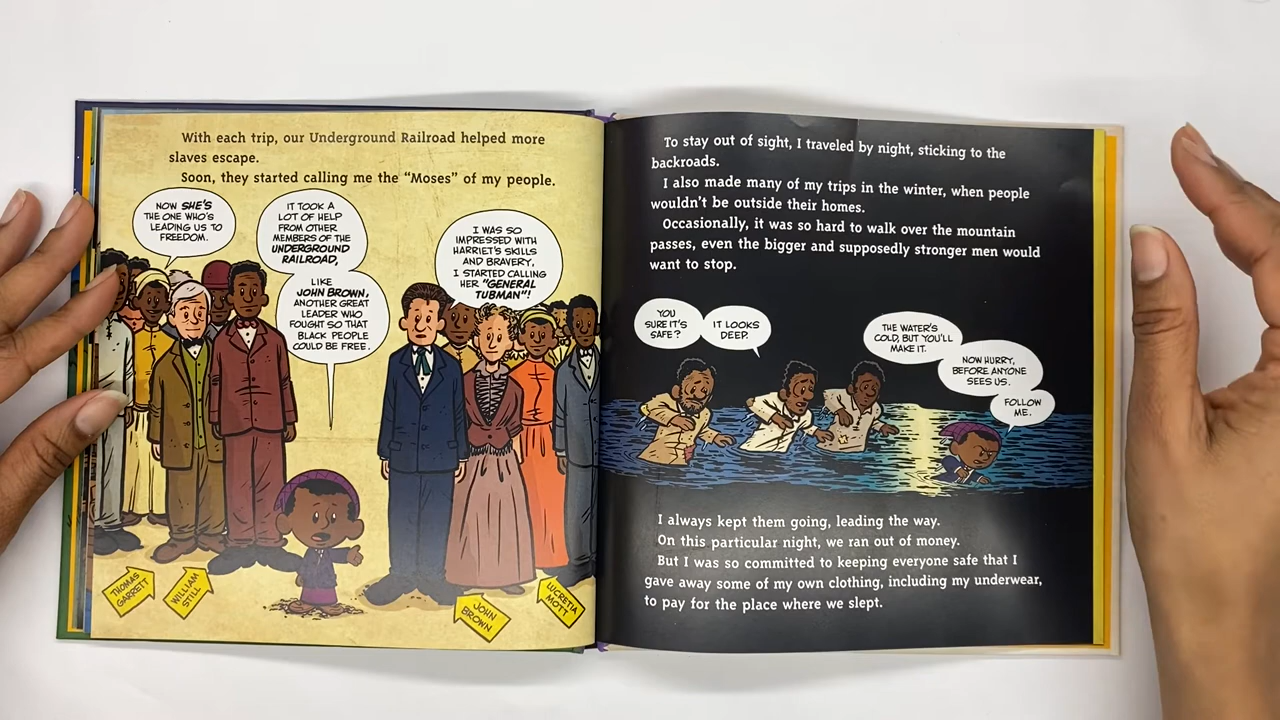 With each trip, our Underground Railroad helped more
slaves escape.
Soon, they started calling me the “Moses” of my people.
NOW SHE'S
THE ONE WHO'S
LEADING US TO
FREEDOM.
IT TOOK A
LOT OF HELP
FROM OTHER
MEMBERS OF THE
UNDERGROUND
RAILROAD,
LIKE
JOHN BROWN,
ANOTHER GREAT
LEADER WHO
FOUGHT SO THAT
BLACK PEOPLE
COULD BE FREE.
I WAS SO
IMPRESSED WITH
HARRIET'S SKILLS
AND BRAVERY,
I STARTED CALLING
HER "GENERAL
TUBMAN"!
THOMAS
GARRETT
WILLIAM
STILL
JOHN
BROWN
LUCRETIA
MOTT
To stay out of sight, I traveled by night, sticking to the
backroads.
I also made many of my trips in the winter, when people
wouldn't be outside their homes.
Occasionally, it was so hard to walk over the mountain
passes, even the bigger and supposedly stronger men would
want to stop.
YOU
SURE IT'S
SAFE?
IT LOOKS
DEEP.
THE WATER'S
COLD, BUT YOU'LL
MAKE IT.
NOW HURRY,
BEFORE ANYONE
SEES US.
FOLLOW
ME.
I always kept them going, leading the way.
On this particular night, we ran out of money.
But I was so committed to keeping everyone safe that I
gave away some of my own clothing, including my underwear,
to pay for the place where we slept.